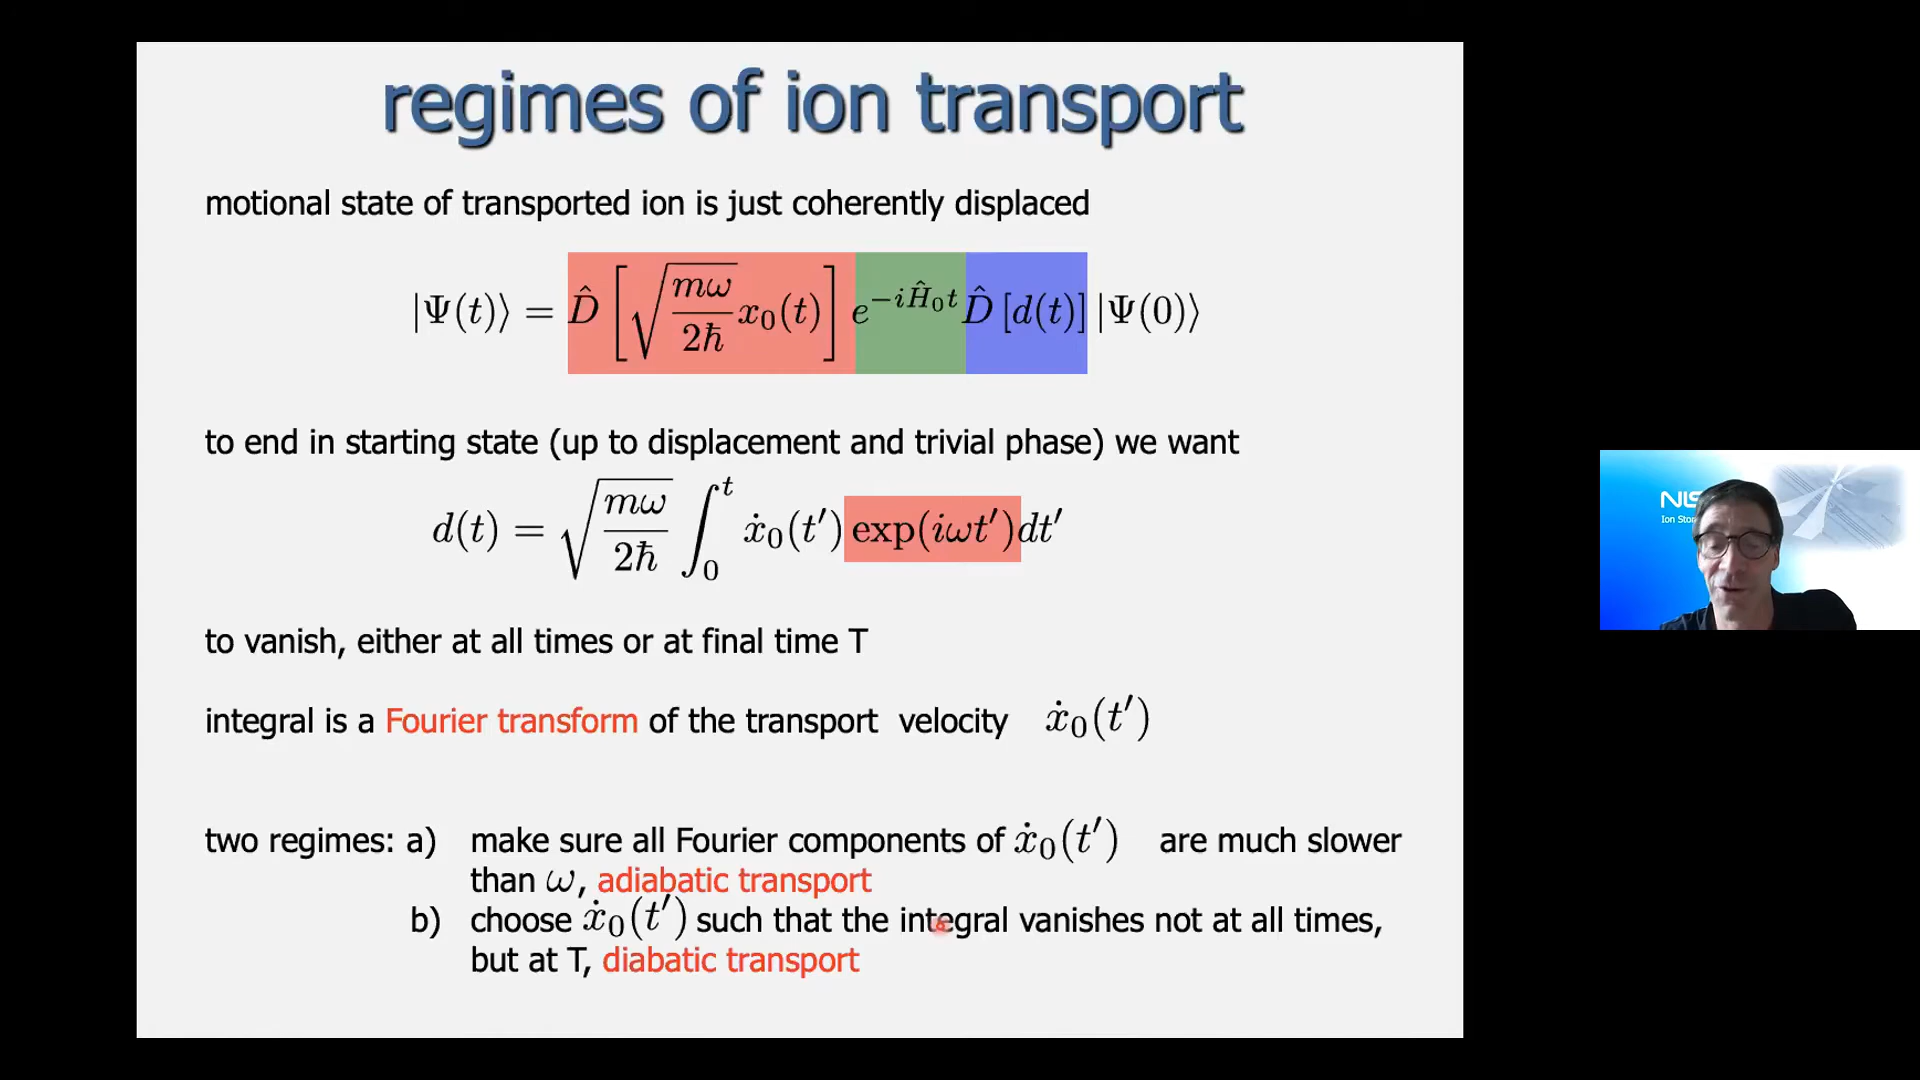 regimes of ion transport
motional state of transported ion is just coherently displaced
|Ψ(t)⟩ = D̂ [√(mω/2ħ) x₀(t)] e^{−iĤ₀t} D̂ [d(t)] |Ψ(0)⟩
to end in starting state (up to displacement and trivial phase) we want
d(t) = √(mω/2ħ) ∫₀ᵗ ẋ₀(t′) exp(iωt′)dt′
to vanish, either at all times or at final time T
integral is a Fourier transform of the transport velocity ẋ₀(t′)
two regimes: a) make sure all Fourier components of ẋ₀(t′) are much slower
than ω, adiabatic transport
b) choose ẋ₀(t′) such that the integral vanishes not at all times,
but at T, diabatic transport
Ion